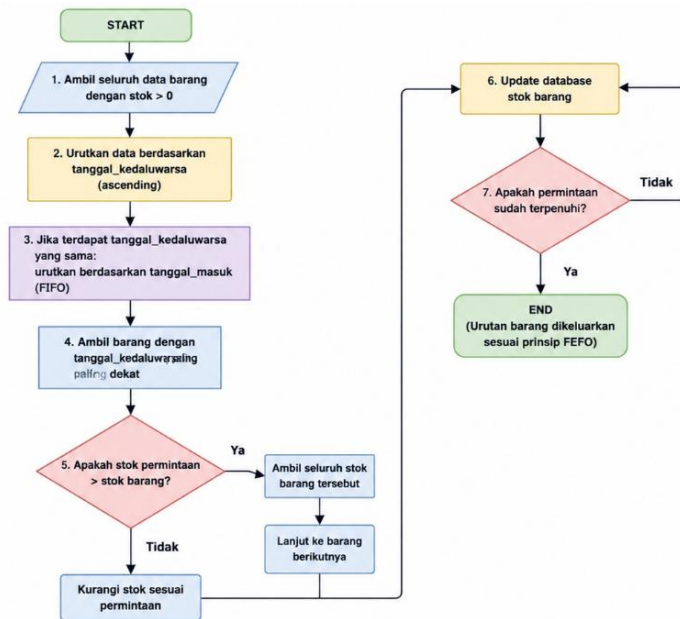 START
1. Ambil seluruh data barang
dengan stok > 0
2. Urutkan data berdasarkan
tanggal_kedaluwarsa
(ascending)
3. Jika terdapat tanggal_kedaluwarsa
yang sama:
urutkan berdasarkan tanggal_masuk
(FIFO)
4. Ambil barang dengan
dekat
5. Apakah stok permintaan
> stok barang?
Ya
Ambil seluruh stok
barang tersebut
Lanjut ke barang
berikutnya
Tidak
Kurangi stok sesuai
permintaan
6. Update database
stok barang
7. Apakah permintaan
sudah terpenuhi?
Tidak
Ya
END
(Urutan barang dikeluarkan
sesuai prinsip FEFO)